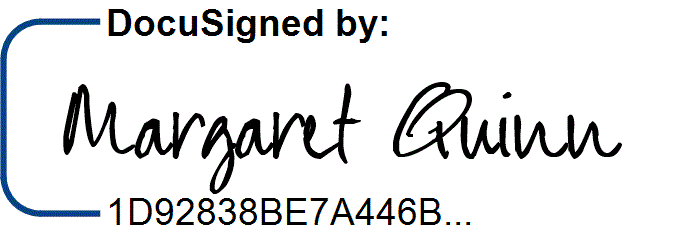 DocuSigned by:
Margaret Quinn
1D92838BE7A446B...